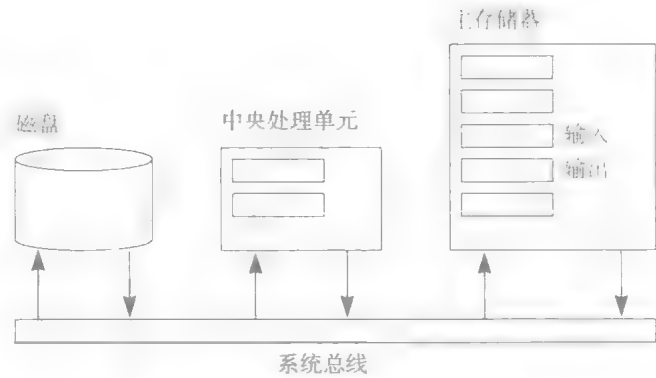 主存储器
磁盘
中央处理单元
输入
输出
系统总线